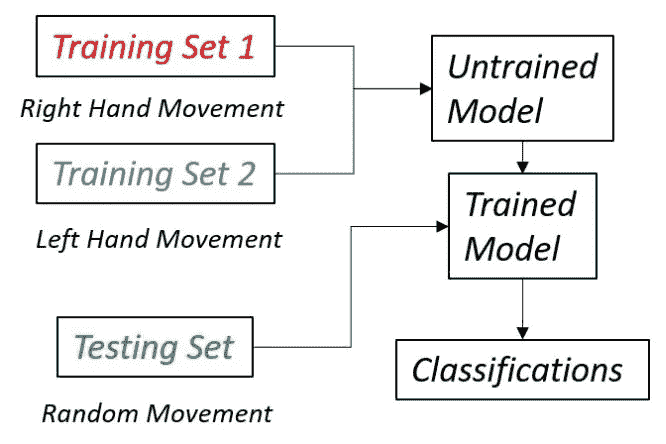 Training Set 1
Right Hand Movement
Training Set 2
Left Hand Movement
Testing Set
Random Movement
Untrained
Model
Trained
Model
Classifications